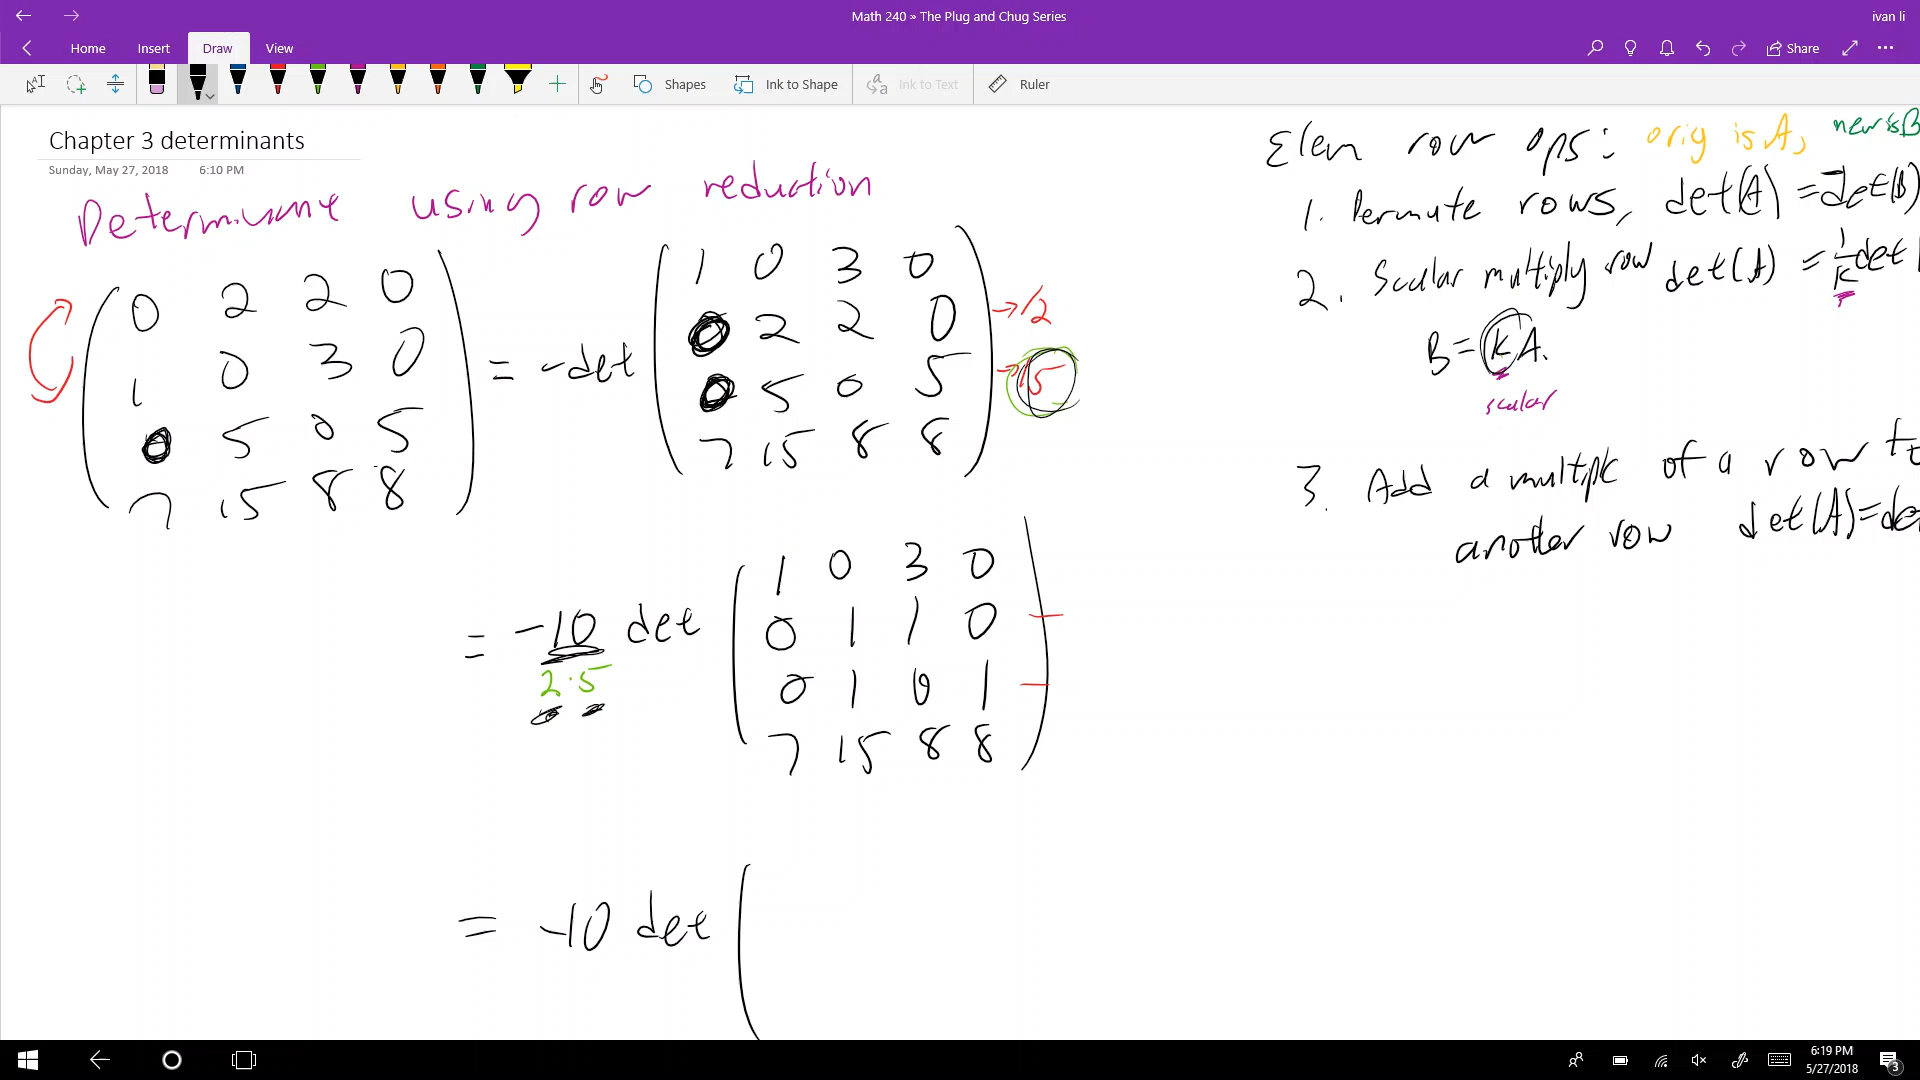 Math 240 » The Plug and Chug Series
ivan li
Home Insert Draw View
Share
Shapes Ink to Shape Ink to Text Ruler
Chapter 3 determinants
Sunday, May 27, 2018 6:10 PM
Determinant using row reduction
0 2 2 0
1 0 3 0
0 5 0 5
7 15 8 8
= -det
1 0 3 0
0 2 2 0 → /2
0 5 0 5 → /5
7 15 8 8
= -10 det
2·5
1 0 3 0
0 1 1 0
0 1 0 1
7 15 8 8
= -10 det (
Elem row ops: orig is A, new is B
1. Permute rows, det(A) = -det(B)
2. Scalar multiply row det(A) = 1/k det
B = kA.
scalar
3. Add a multiple of a row to
another row det(A) = de
6:19 PM
5/27/2018
3